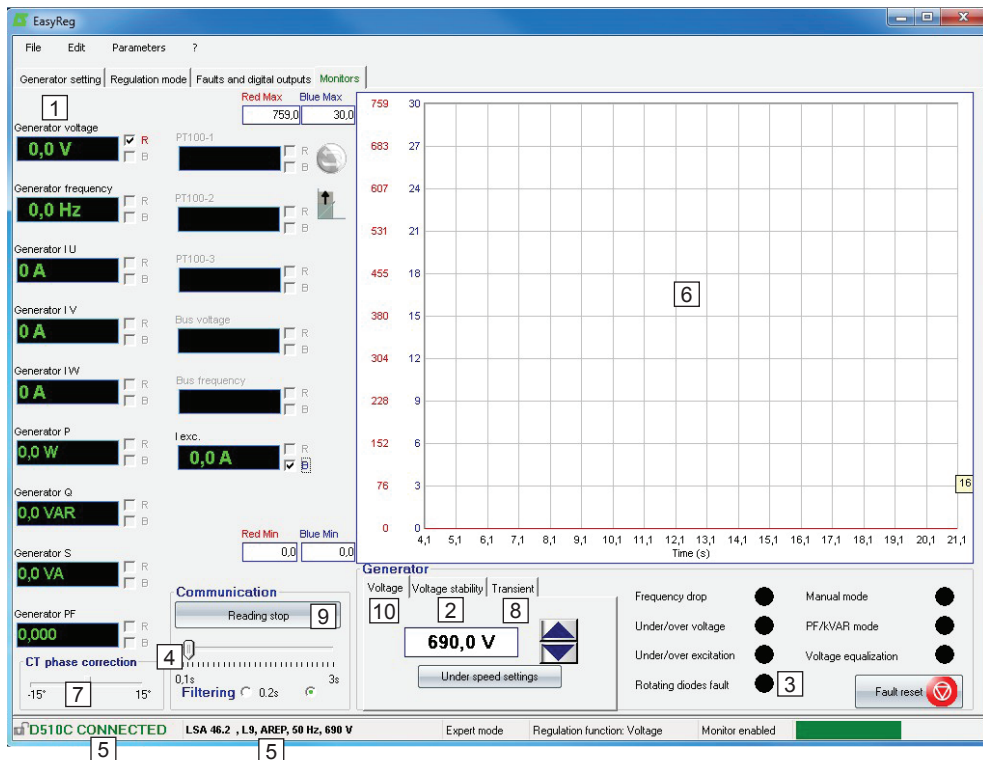 EasyReg
File Edit Parameters ?
Generator setting Regulation mode Faults and digital outputs Monitors
1
Red Max Blue Max
759,0 30,0
Generator voltage
0,0 V R B
Generator frequency
0,0 Hz R B
Generator I U
0 A R B
Generator I V
0 A R B
Generator I W
0 A R B
Generator P
0,0 W R B
Generator Q
0,0 VAR R B
Generator S
0,0 VA R B
Generator PF
0,000 R B
PT100-1
R B
PT100-2
R B
PT100-3
R B
Bus voltage
R B
Bus frequency
R B
I exc.
0,0 A R B
Red Min Blue Min
0,0 0,0
759 30
683 27
607 24
531 21
455 18
380 15
304 12
228 9
152 6
76 3
0 0
6
16
4,1 5,1 6,1 7,1 8,1 9,1 10,1 11,1 12,1 13,1 14,1 15,1 16,1 17,1 18,1 19,1 20,1 21,1
Time (s)
CT phase correction
-15° 7 15°
Communication
Reading stop 9
4
0,1s 3s
Filtering 0.2s
Generator
Voltage Voltage stability Transient
10 2 8
690,0 V
Under speed settings
Frequency drop Manual mode
Under/over voltage PF/kVAR mode
Under/over excitation Voltage equalization
Rotating diodes fault 3
Fault reset
D510C CONNECTED LSA 46.2 , L9, AREP, 50 Hz, 690 V Expert mode Regulation function: Voltage Monitor enabled
5 5